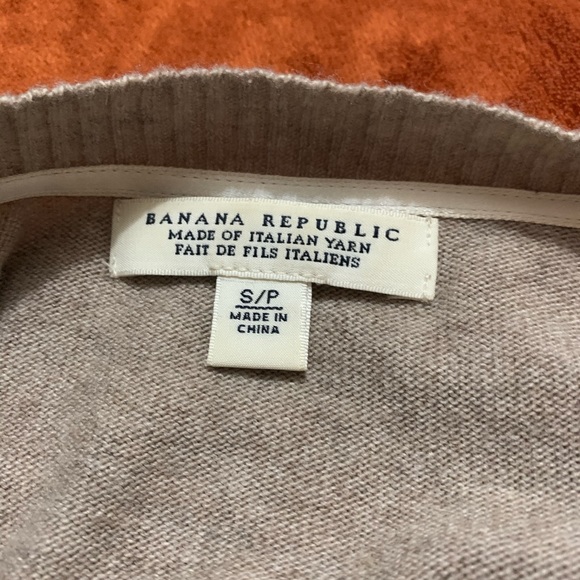 BANANA REPUBLIC
MADE OF ITALIAN YARN
FAIT DE FILS ITALIENS
S/P
MADE IN
CHINA